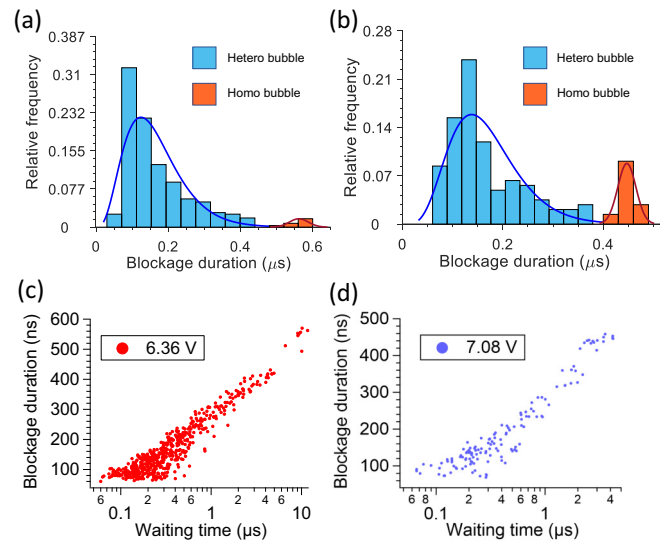 (a)
0.387
0.31
0.232
0.155
0.077
0
Relative frequency
Hetero bubble
Homo bubble
0
0.2
0.4
0.6
Blockage duration (μs)
(b)
0.28
0.21
0.14
0.07
0
Relative frequency
Hetero bubble
Homo bubble
0
0.2
0.4
Blockage duration (μs)
(c)
600
500
400
300
200
100
Blockage duration (ns)
6.36 V
6
0.1
2
4
6
1
2
4
6
10
Waiting time (μs)
(d)
500
400
300
200
100
Blockage duration (ns)
7.08 V
6
8
0.1
2
4
6
8
1
2
4
Waiting time (μs)